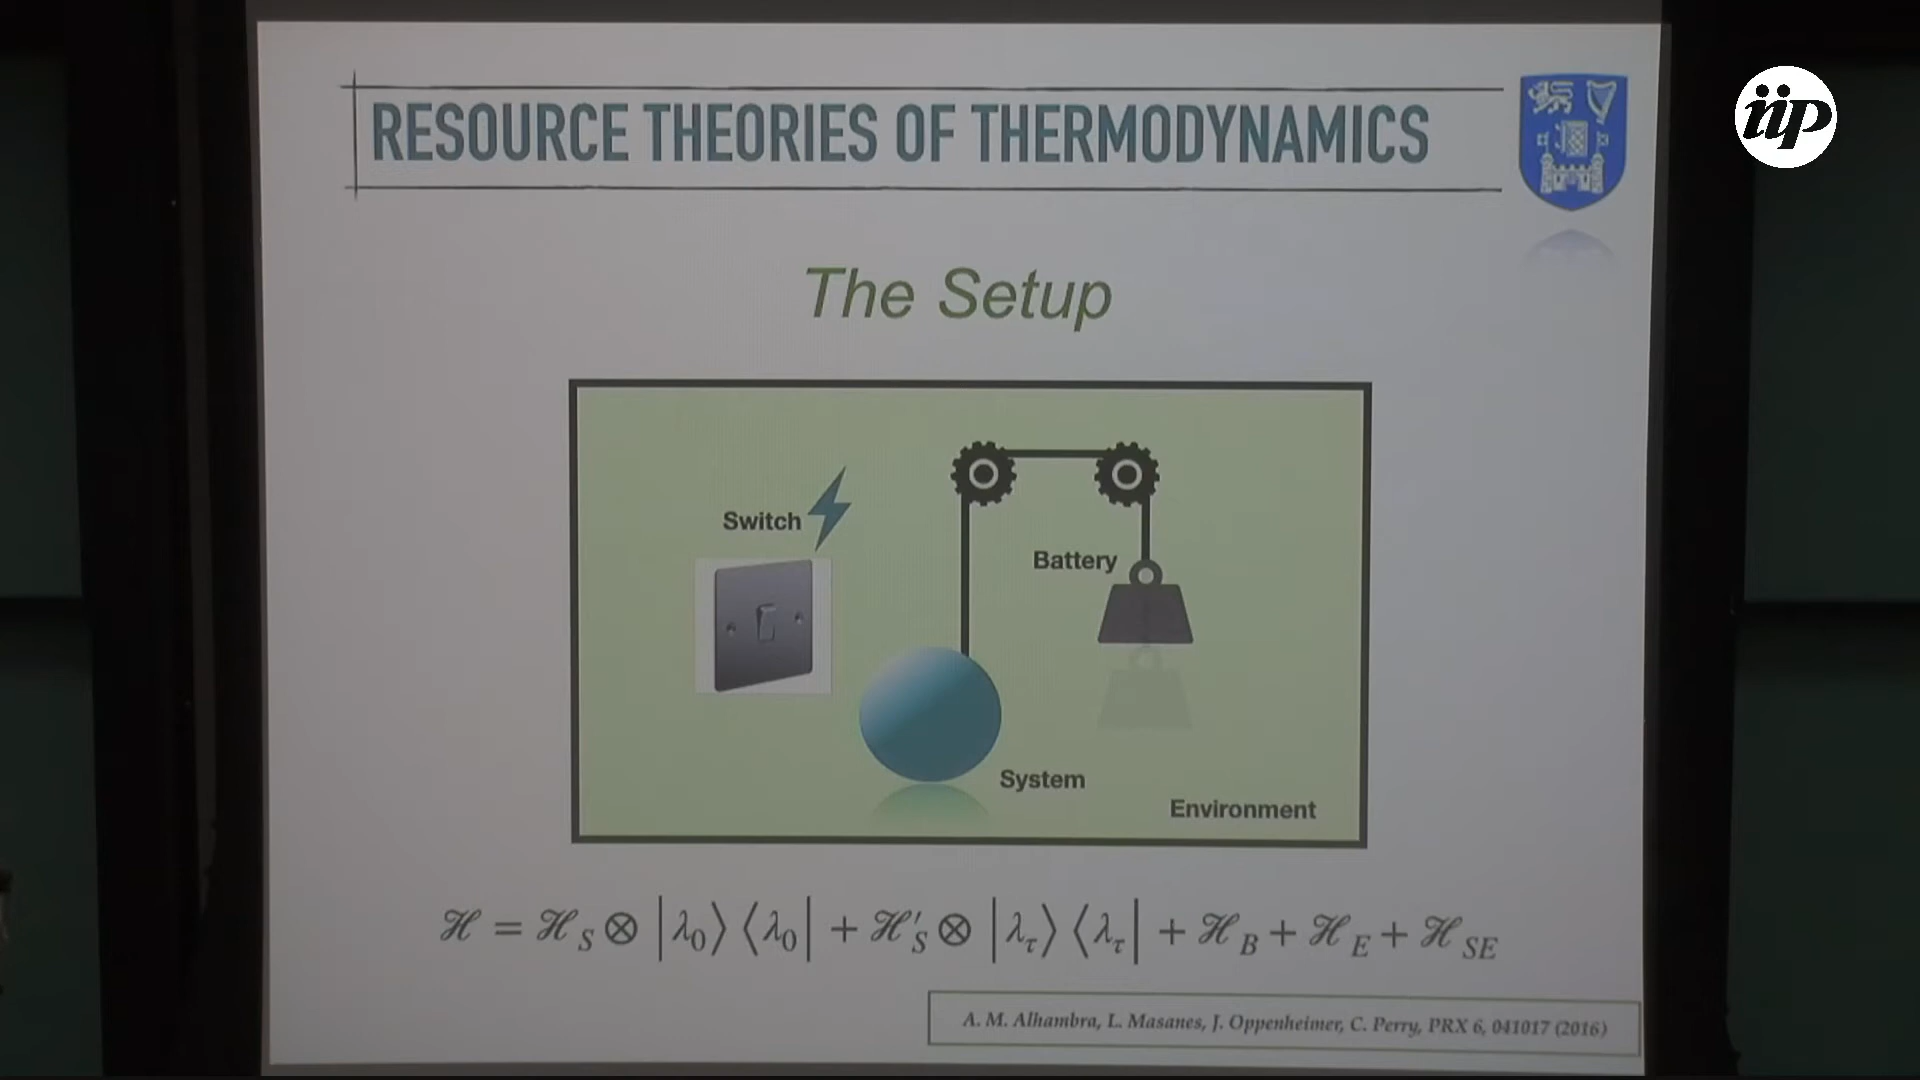 iip
RESOURCE THEORIES OF THERMODYNAMICS
The Setup
Switch
Battery
System
Environment
ℋ = ℋ_S ⊗ |λ_0⟩⟨λ_0| + ℋ'_S ⊗ |λ_τ⟩⟨λ_τ| + ℋ_B + ℋ_E + ℋ_SE
A. M. Alhambra, L. Masanes, J. Oppenheimer, C. Perry, PRX 6, 041017 (2016)